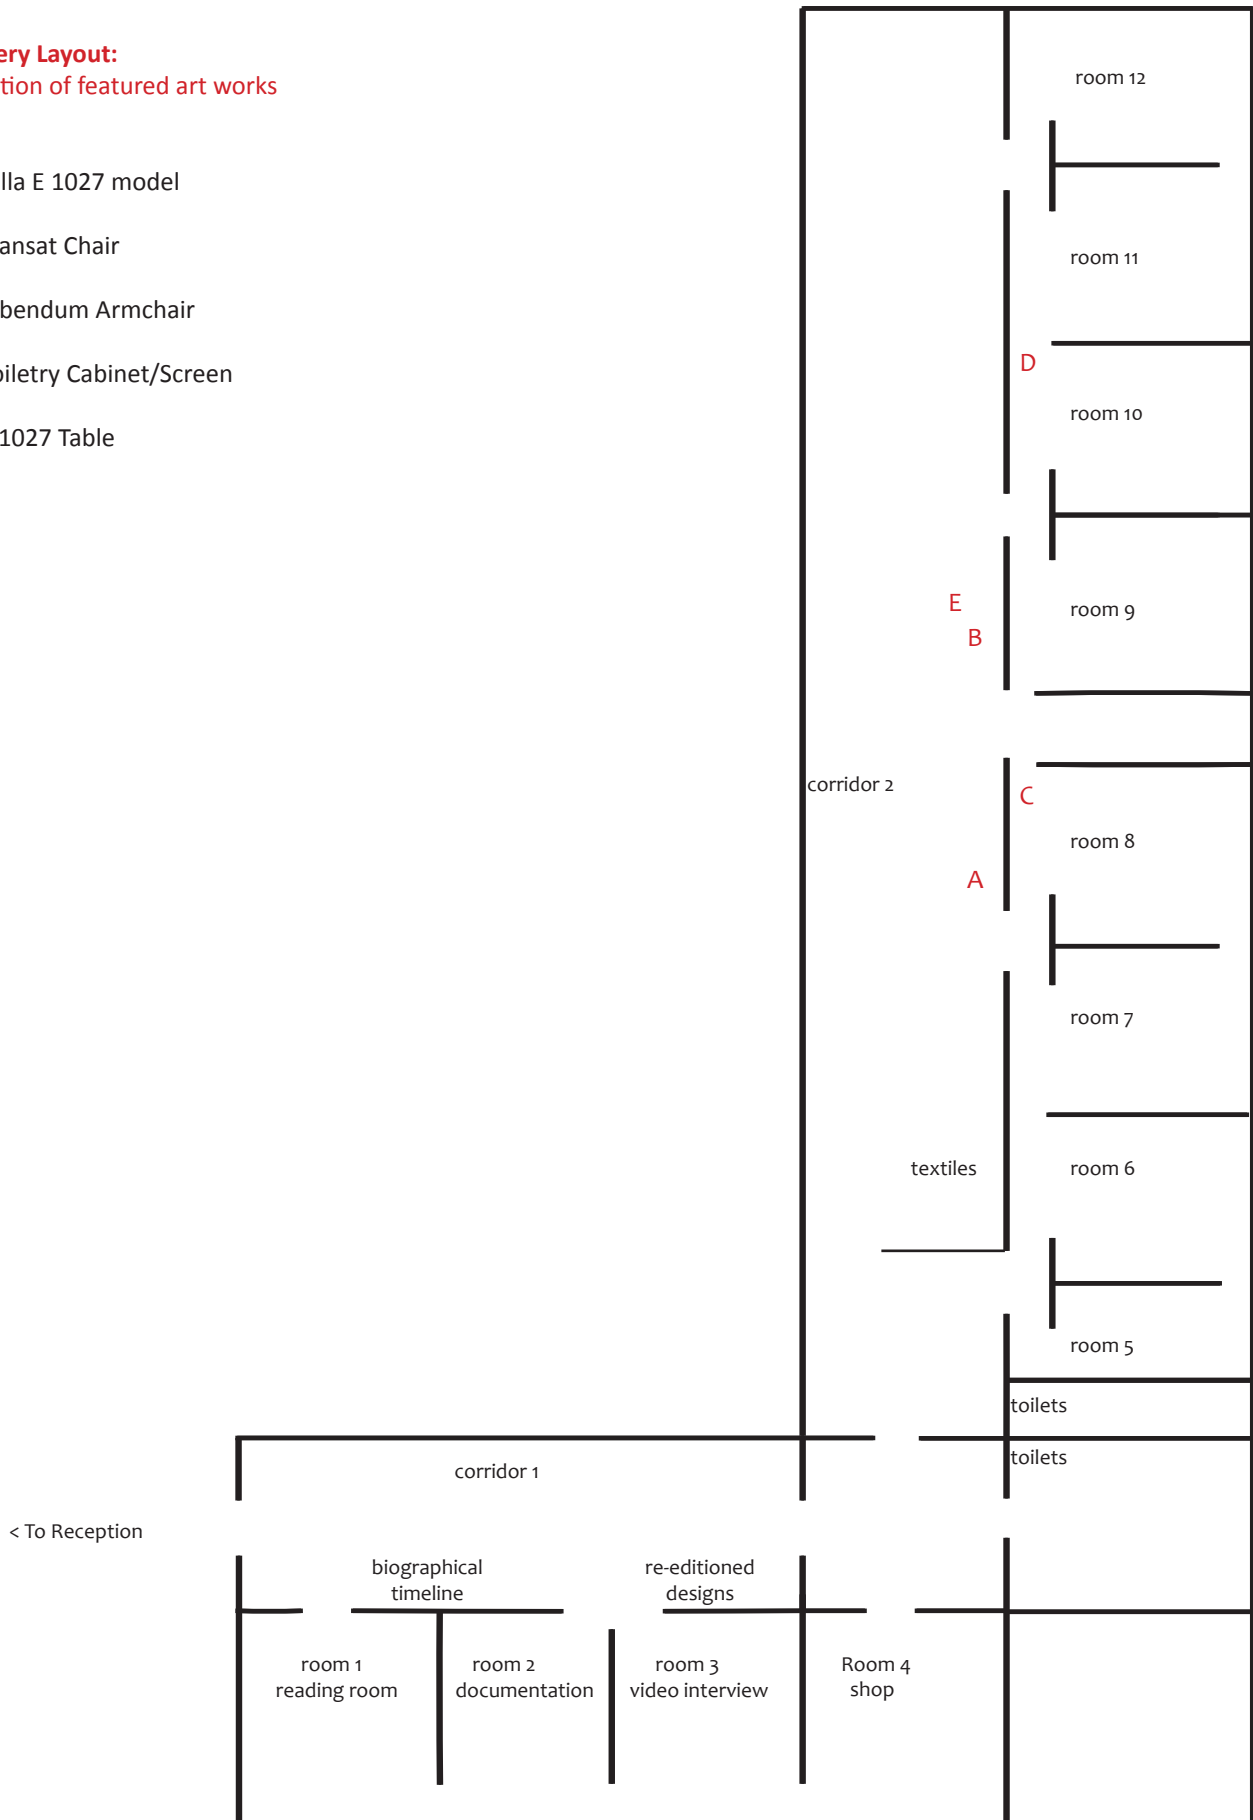 ery Layout:
tion of featured art works
lla E 1027 model
ansat Chair
bendum Armchair
iletry Cabinet/Screen
1027 Table
room 12
room 11
D
room 10
E
room 9
B
corridor 2
C
room 8
A
room 7
textiles
room 6
room 5
toilets
toilets
corridor 1
< To Reception
biographical
timeline
re-editioned
designs
room 1
reading room
room 2
documentation
room 3
video interview
Room 4
shop